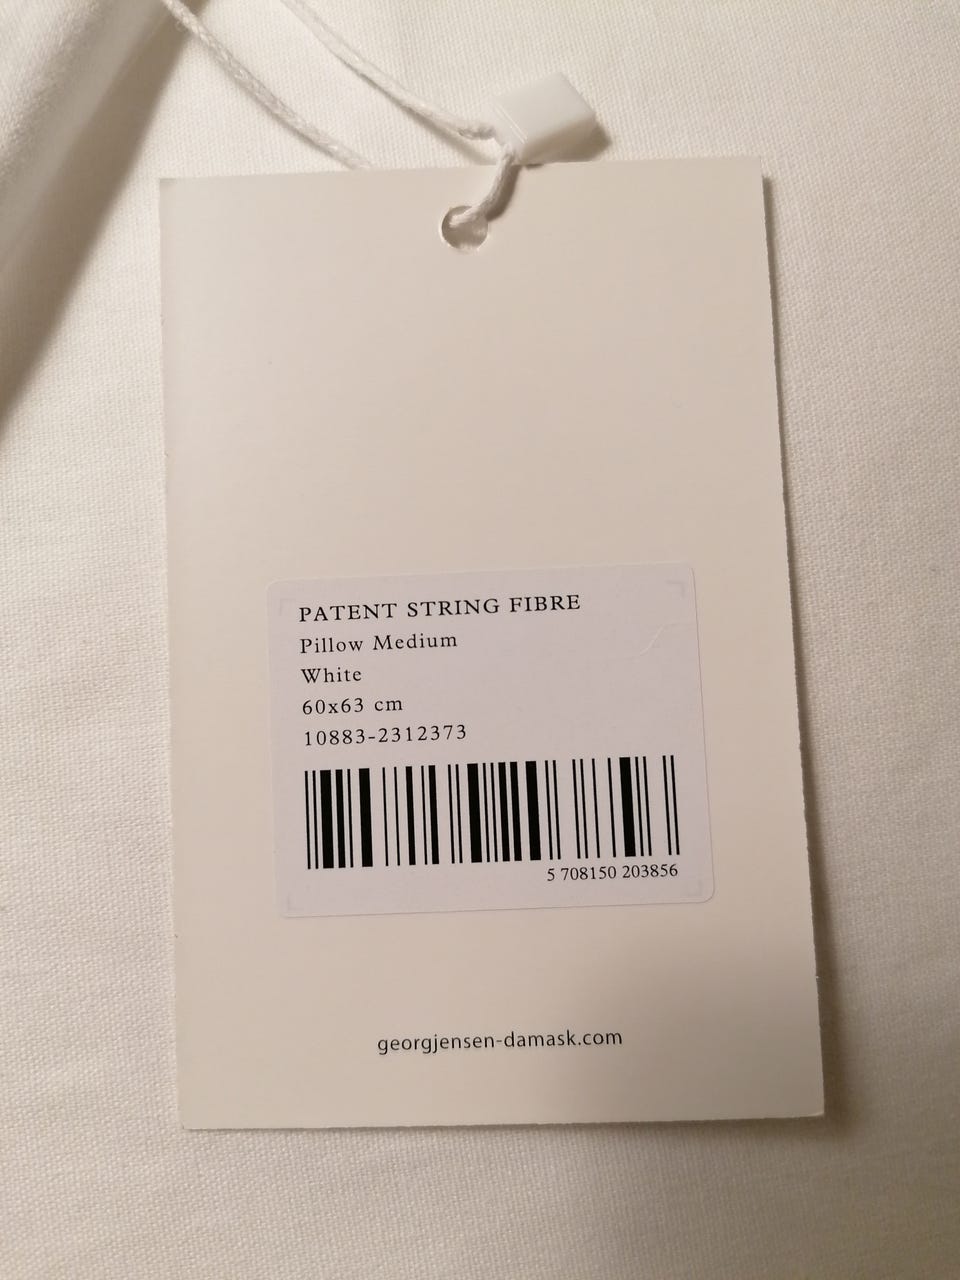 PATENT STRING FIBRE
Pillow Medium
White
60x63 cm
10883-2312373
5 708150 203856
georgjensen-damask.com